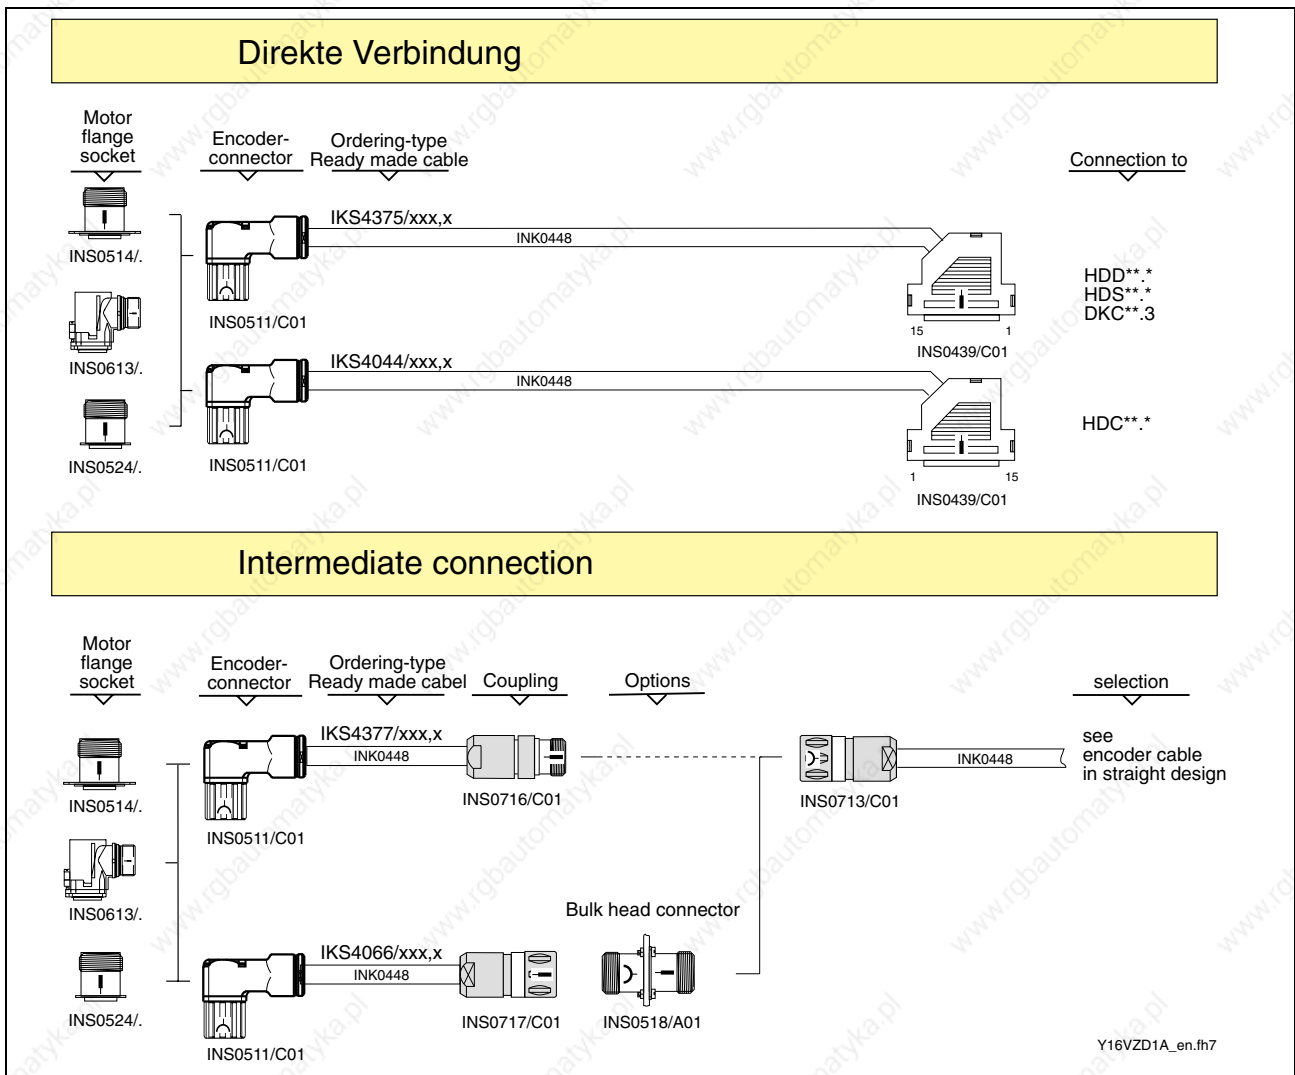 Direkte Verbindung
Motor
flange
socket
Encoder-
connector
Ordering-type
Ready made cable
Connection to
INS0514/.
INS0613/.
INS0524/.
IKS4375/xxx,x
INK0448
INS0511/C01
15
1
INS0439/C01
HDD**.*
HDS**.*
DKC**.3
IKS4044/xxx,x
INK0448
INS0511/C01
1
15
INS0439/C01
HDC**.*
Intermediate connection
Motor
flange
socket
Encoder-
connector
Ordering-type
Ready made cabel
Coupling
Options
selection
INS0514/.
INS0613/.
INS0524/.
IKS4377/xxx,x
INK0448
INS0511/C01
INS0716/C01
INS0713/C01
INK0448
see
encoder cable
in straight design
Bulk head connector
IKS4066/xxx,x
INK0448
INS0511/C01
INS0717/C01
INS0518/A01
Y16VZD1A_en.fh7
www.rgbautomatyka.pl